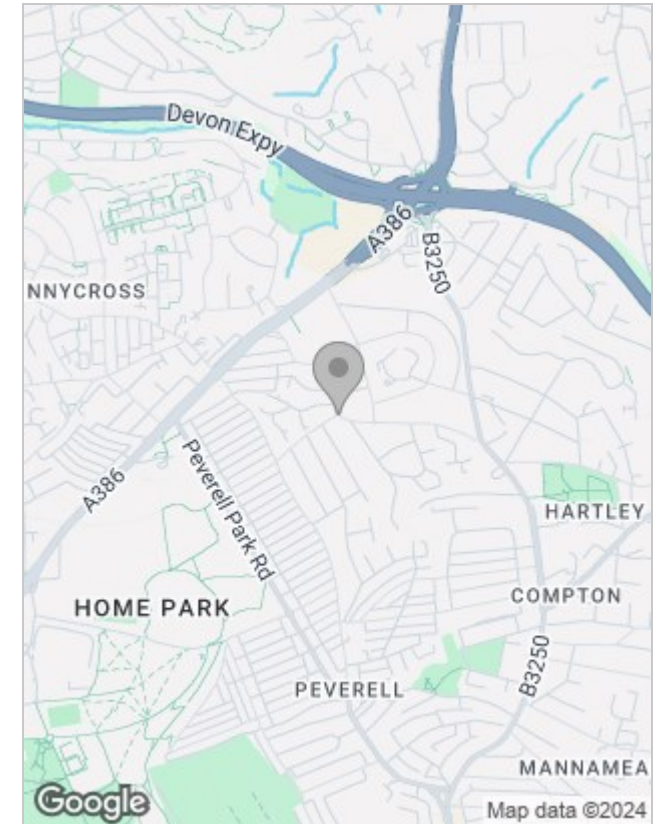 Devon Expy
A386
B3250
NNYCROSS
A386
Peverell Park Rd
HARTLEY
HOME PARK
COMPTON
B3250
PEVERELL
MANNAMEA
Google
Map data ©2024